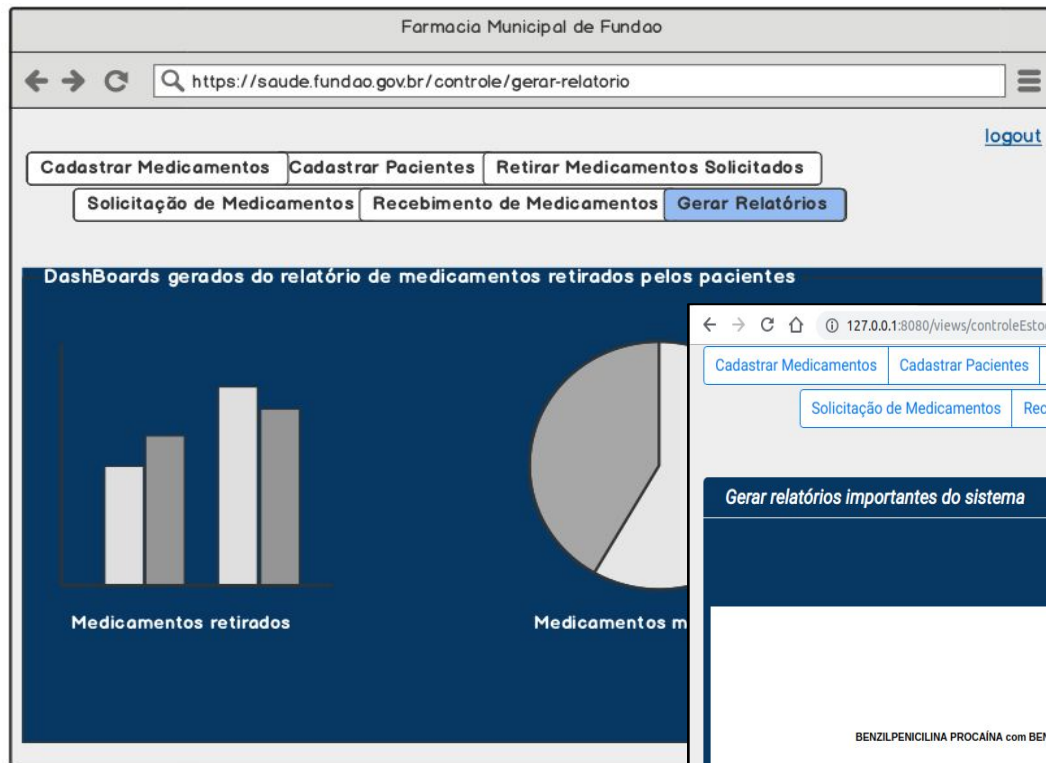 Farmacia Municipal de Fundao
https://saude.fundao.gov.br/controle/gerar-relatorio
logout
Cadastrar Medicamentos Cadastrar Pacientes Retirar Medicamentos Solicitados
Solicitação de Medicamentos Recebimento de Medicamentos Gerar Relatórios
DashBoards gerados do relatório de medicamentos retirados pelos pacientes
Medicamentos retirados
Medicamentos m
127.0.0.1:8080/views/controleEsto
Cadastrar Medicamentos Cadastrar Pacientes
Solicitação de Medicamentos Rec
Gerar relatórios importantes do sistema
BENZILPENICILINA PROCAÍNA com BEN